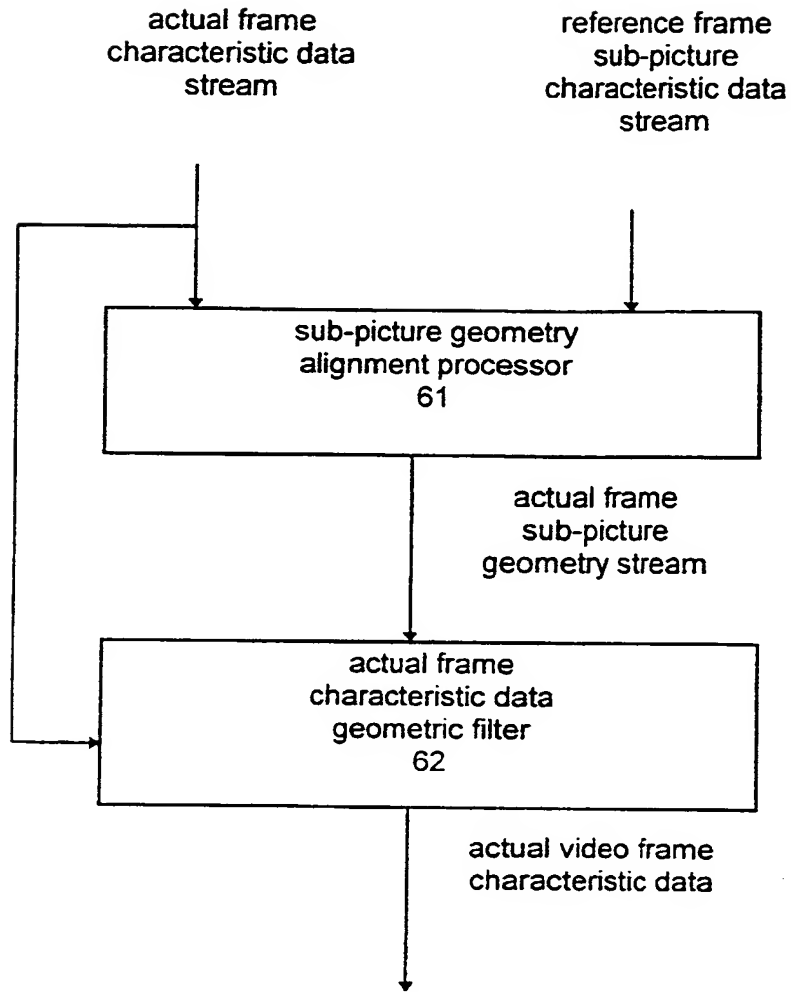 actual frame
characteristic data
stream
reference frame
sub-picture
characteristic data
stream
sub-picture geometry
alignment processor
61
actual frame
sub-picture
geometry stream
actual frame
characteristic data
geometric filter
62
actual video frame
characteristic data